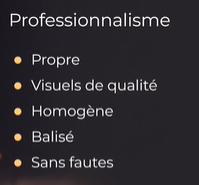 Professionnalisme
Propre
Visuels de qualité
Homogène
Balisé
Sans fautes